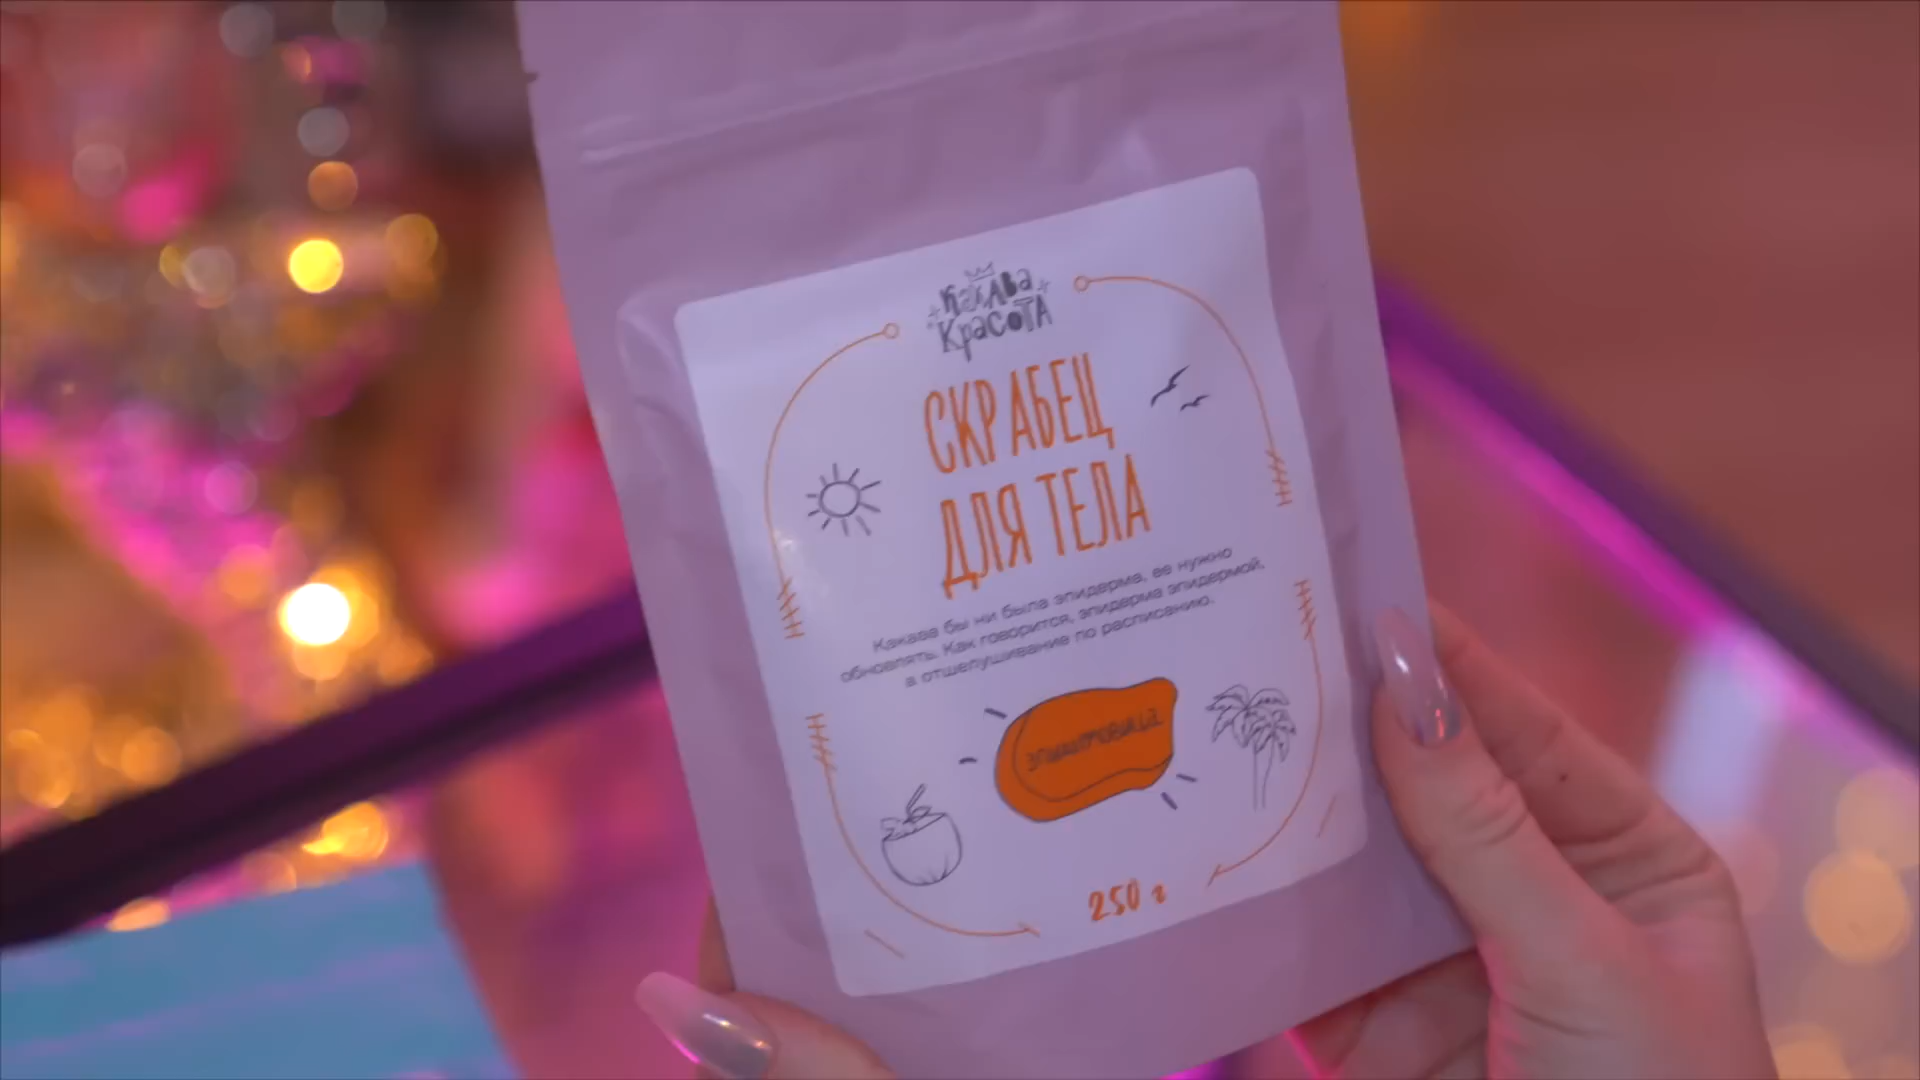 Какава
Красота
СКРАБЕЦ
ДЛЯ ТЕЛА
Какава бы ни была эпидерма, ее нужно
обновлять. Как говорится, эпидерма эпидермой,
а отшелушивание по расписанию.
250 г